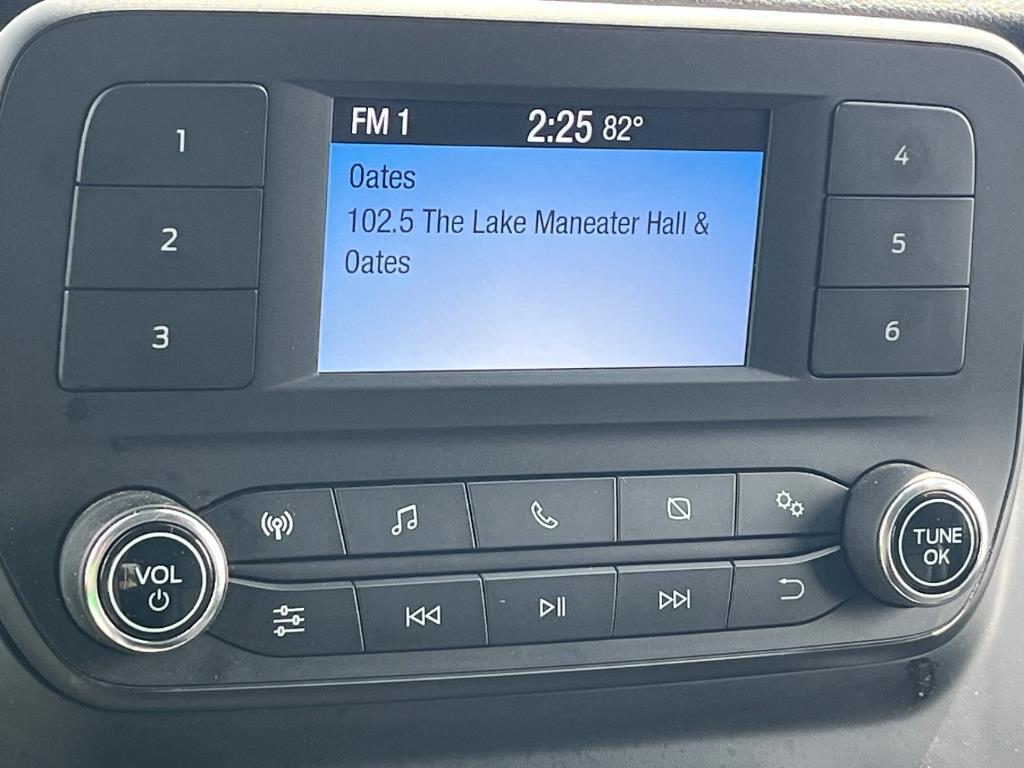 FM 1 2:25 82°
Oates
102.5 The Lake Maneater Hall &
Oates
1
2
3
4
5
6
VOL
TUNE
OK